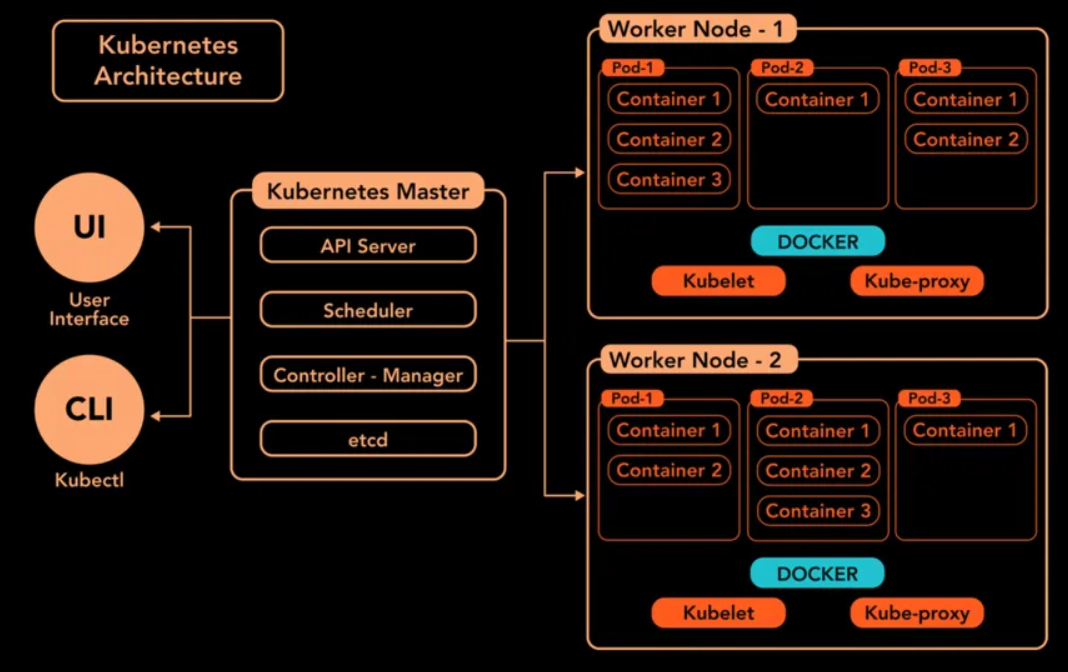 Kubernetes
Architecture
UI
User
Interface
CLI
Kubectl
Kubernetes Master
API Server
Scheduler
Controller - Manager
etcd
Worker Node - 1
Pod-1
Container 1
Container 2
Container 3
Pod-2
Container 1
Pod-3
Container 1
Container 2
DOCKER
Kubelet
Kube-proxy
Worker Node - 2
Pod-1
Container 1
Container 2
Pod-2
Container 1
Container 2
Container 3
Pod-3
Container 1
DOCKER
Kubelet
Kube-proxy